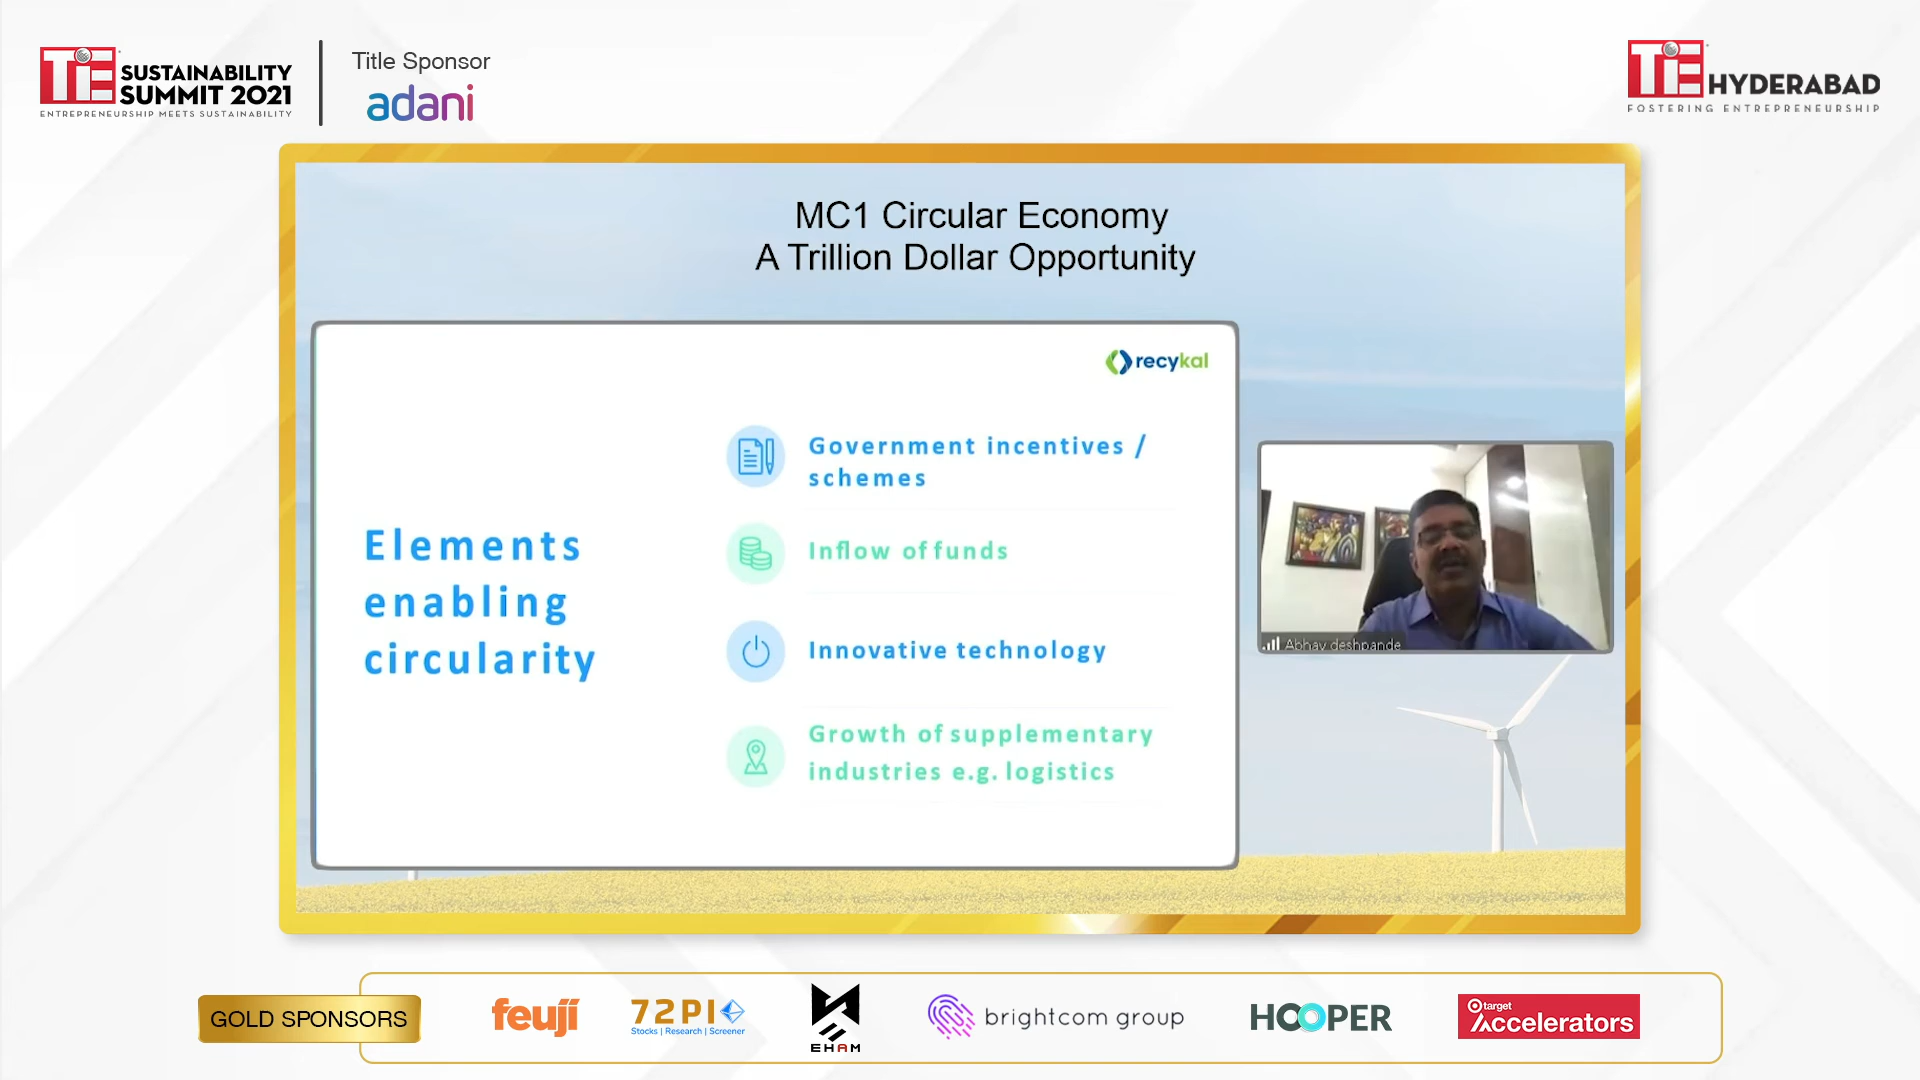 TiE SUSTAINABILITY
SUMMIT 2021
ENTREPRENEURSHIP MEETS SUSTAINABILITY
Title Sponsor
adani
TiE HYDERABAD
FOSTERING ENTREPRENEURSHIP
MC1 Circular Economy
A Trillion Dollar Opportunity
recykal
Elements
enabling
circularity
Government incentives /
schemes
Inflow of funds
Innovative technology
Growth of supplementary
industries e.g. logistics
Abhay deshpande
GOLD SPONSORS
feuji
72PI
Stocks | Research | Screener
EHAM
brightcom group
HOOPER
target
Accelerators